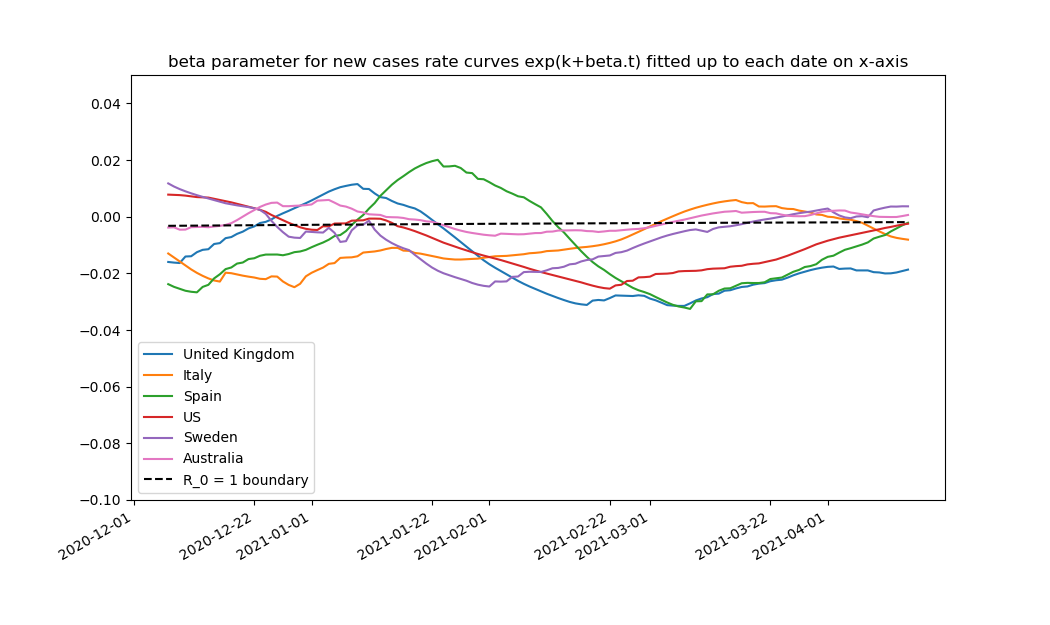 beta parameter for new cases rate curves exp(k+beta.t) fitted up to each date on x-axis
0.04
0.02
0.00
−0.02
−0.04
−0.06
−0.08
−0.10
United Kingdom
Italy
Spain
US
Sweden
Australia
R_0 = 1 boundary
2020-12-01
2020-12-22
2021-01-01
2021-01-22
2021-02-01
2021-02-22
2021-03-01
2021-03-22
2021-04-01